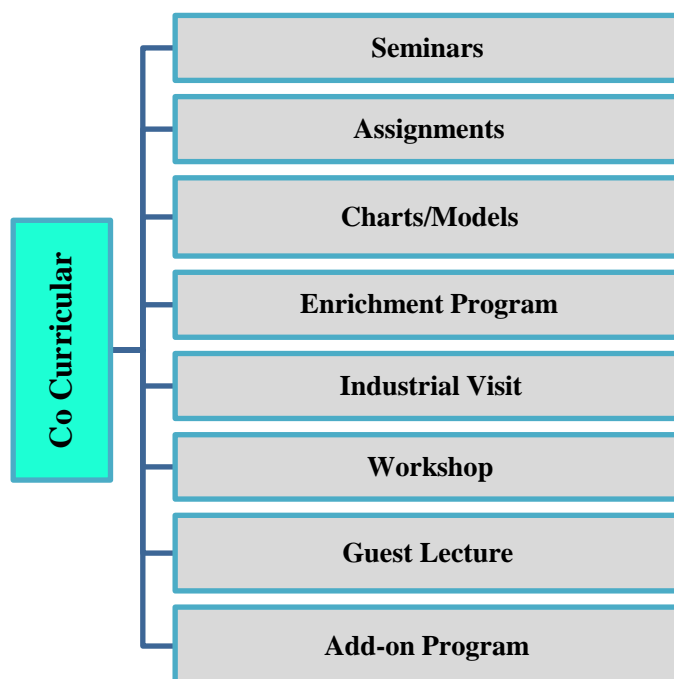 Co Curricular
Seminars
Assignments
Charts/Models
Enrichment Program
Industrial Visit
Workshop
Guest Lecture
Add-on Program